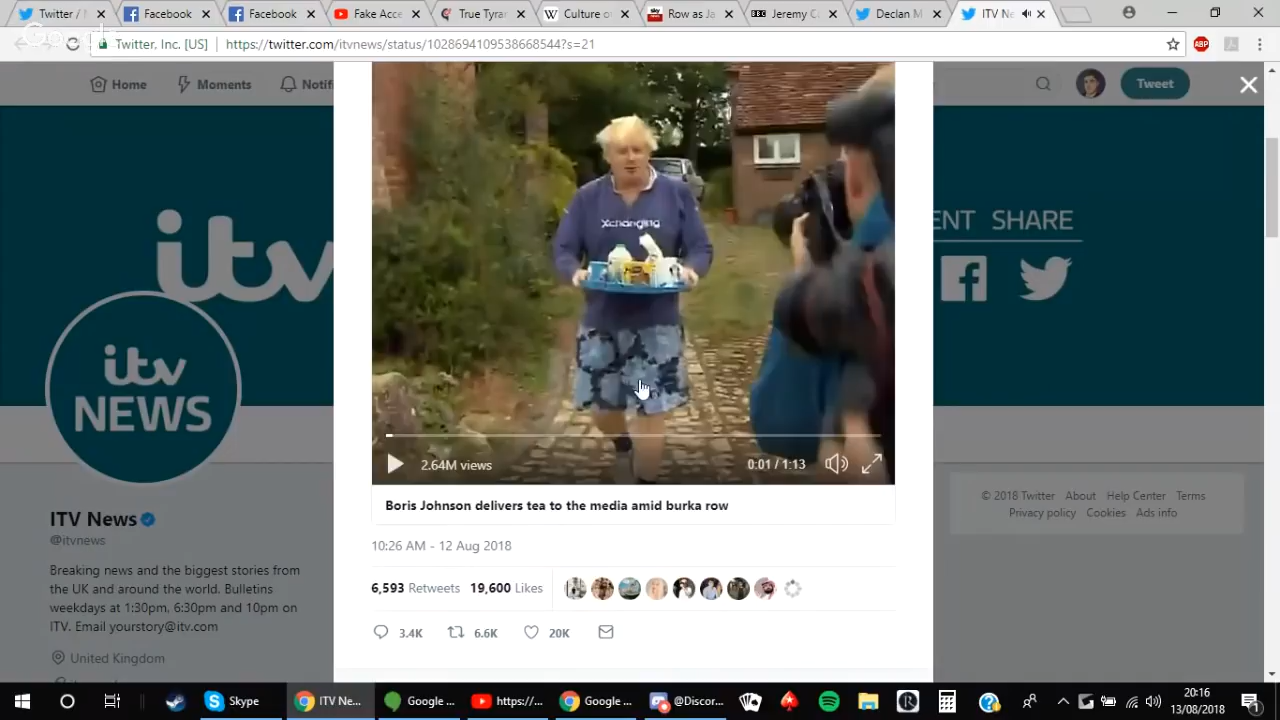 Twitter / N
Facebook
Facebook
Fake Acce
True Tyra
Culture o
Row as Je
Jeremy C
Declan M
ITV Ne
Twitter, Inc. [US]
https://twitter.com/itvnews/status/1028694109538668544?s=21
ABP
Home
Moments
Notifi
Tweet
itv
ENT SHARE
Xchanging
itv
NEWS
2.64M views
0:01 / 1:13
Boris Johnson delivers tea to the media amid burka row
10:26 AM - 12 Aug 2018
6,593 Retweets 19,600 Likes
3.4K
6.6K
20K
ITV News
@itvnews
Breaking news and the biggest stories from
the UK and around the world. Bulletins
weekdays at 1:30pm, 6:30pm and 10pm on
ITV. Email yourstory@itv.com
United Kingdom
© 2018 Twitter About Help Center Terms
Privacy policy Cookies Ads info
Skype
ITV Ne...
Google ...
https://...
Google ...
@Discor...
20:16
13/08/2018